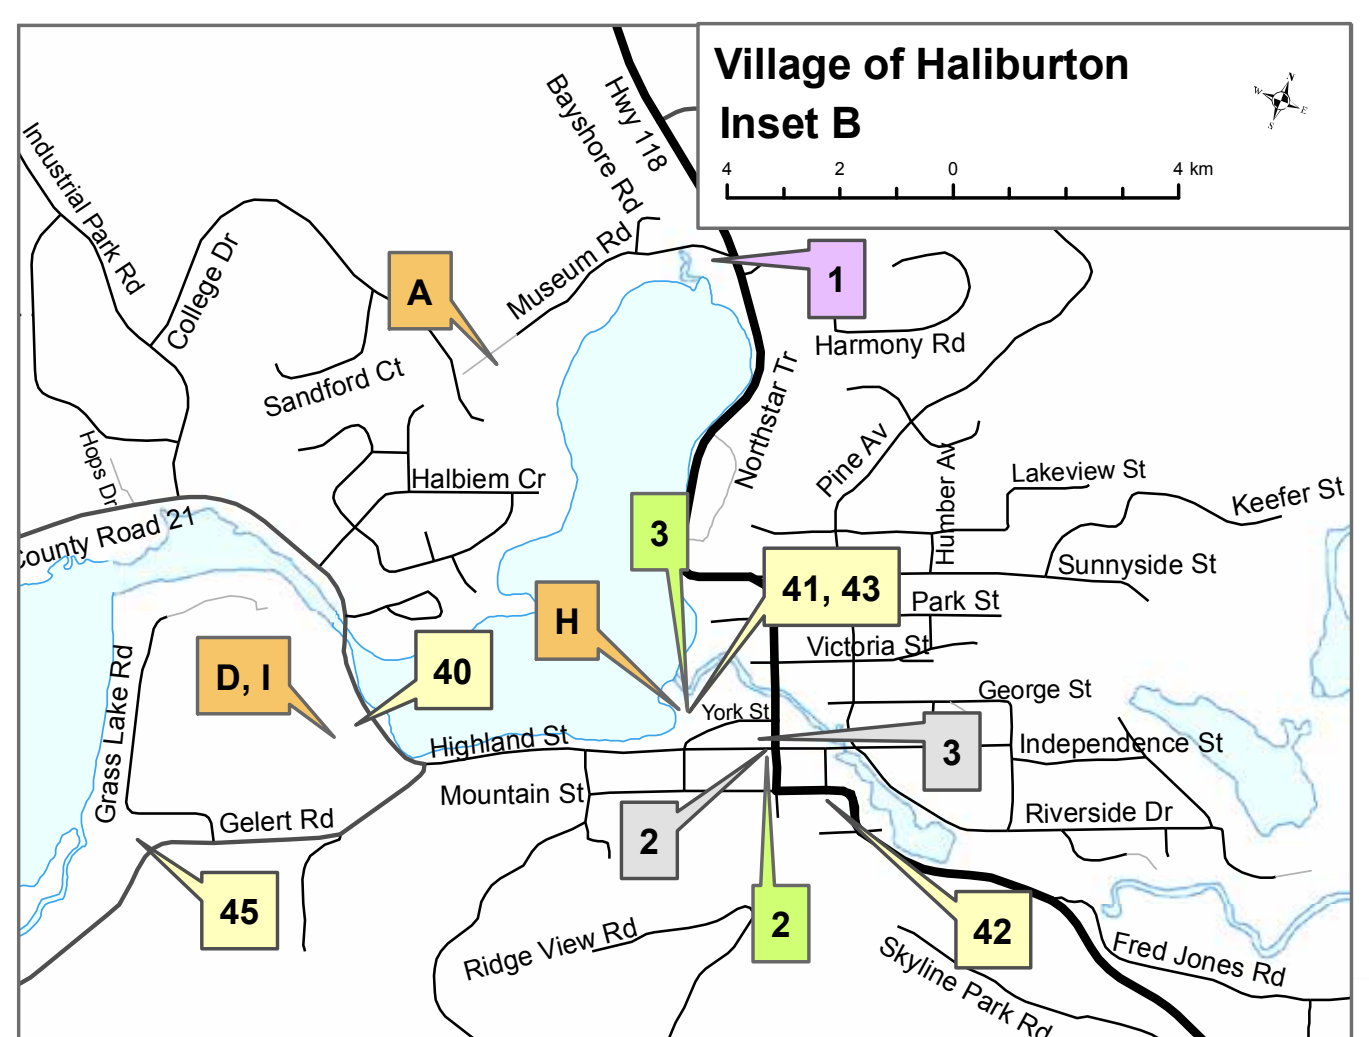 Village of Haliburton
Inset B
N
W
E
S
4 2 0 4 km
Hwy 118
Bayshore Rd
Industrial Park Rd
College Dr
Museum Rd
A
1
Harmony Rd
Sandford Ct
Northstar Tr
Pine Av
Humber Av
Hops Dr
Halbiem Cr
Lakeview St
Keefer St
County Road 21
3
Sunnyside St
41, 43
Park St
H
Victoria St
D, I
40
Grass Lake Rd
George St
York St
Highland St
Independence St
3
Mountain St
Gelert Rd
Riverside Dr
2
45
2
42
Ridge View Rd
Skyline Park Rd
Fred Jones Rd